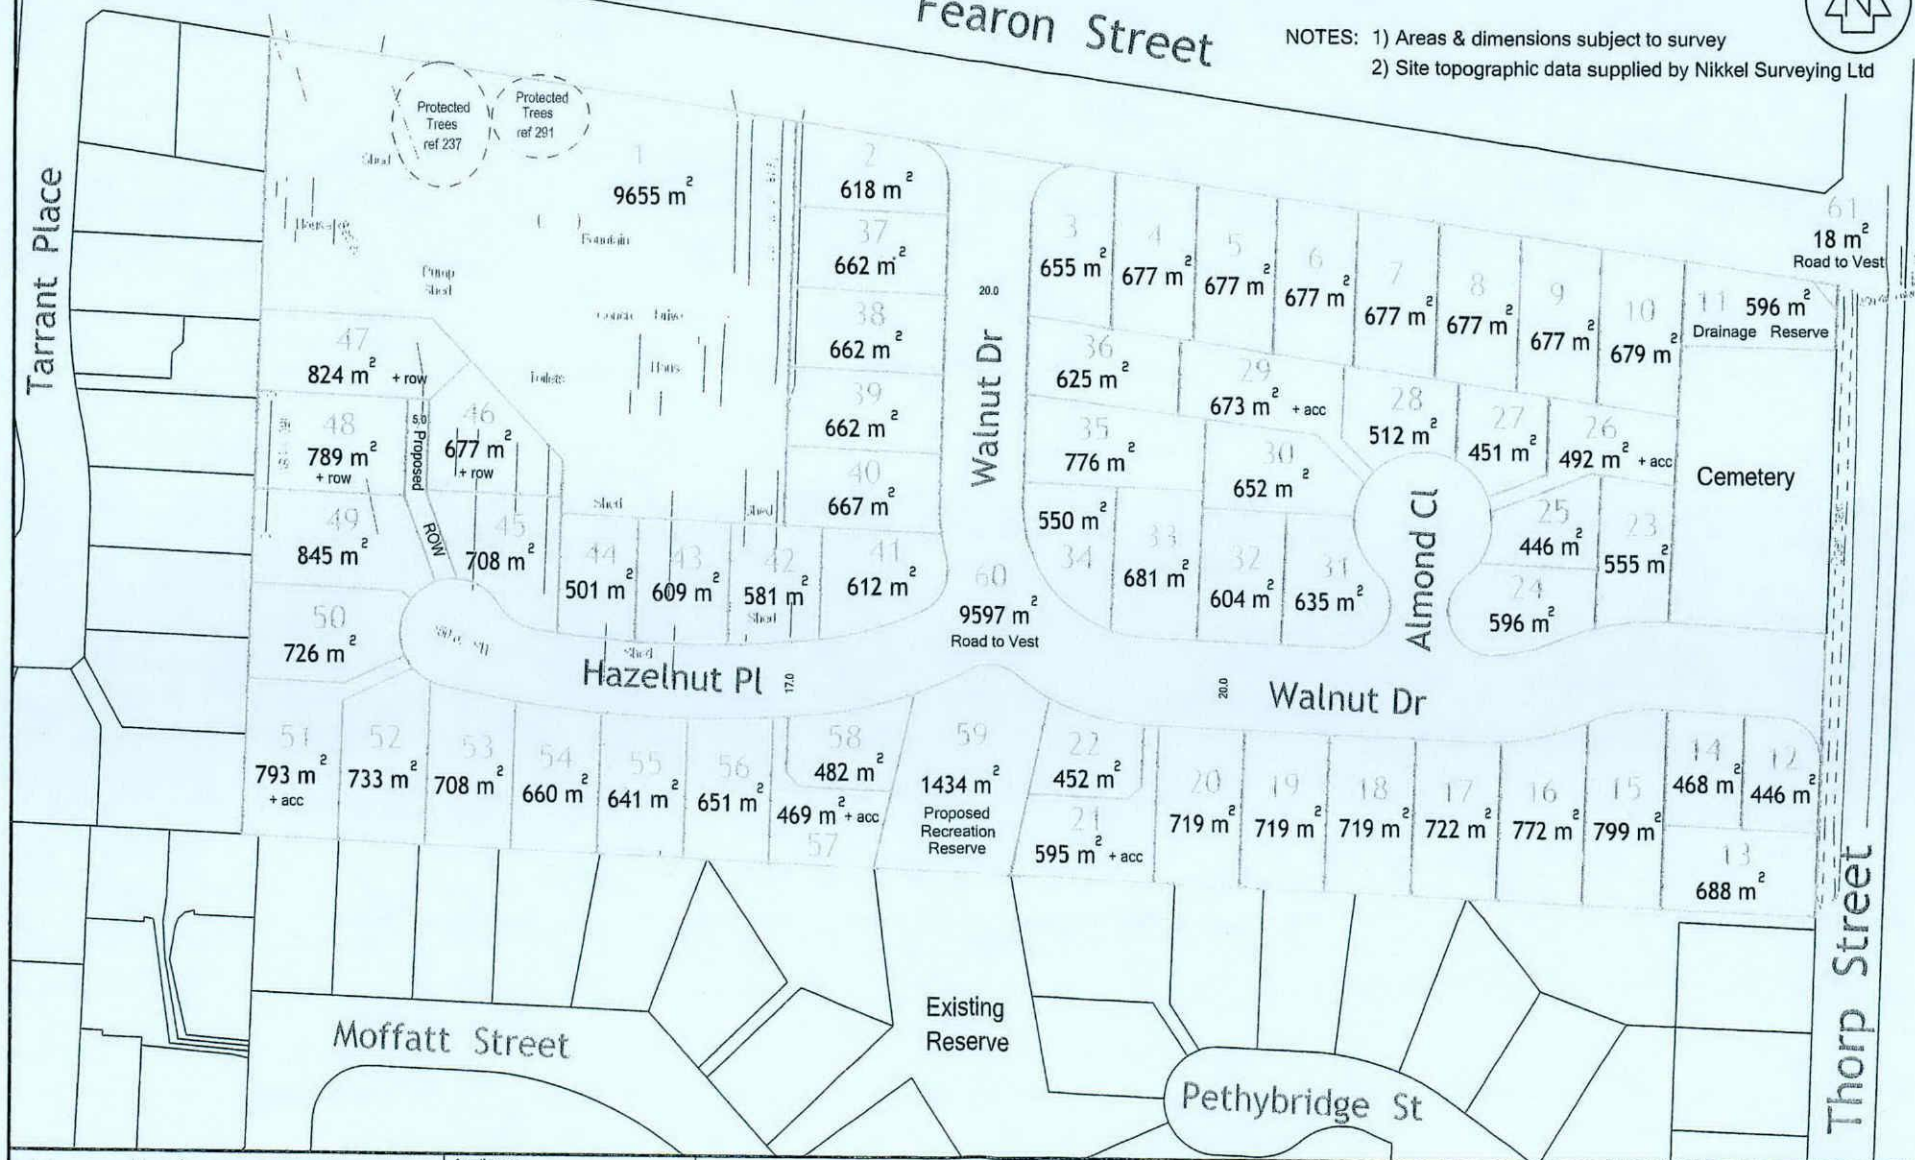 Fearon Street
N
NOTES: 1) Areas & dimensions subject to survey
2) Site topographic data supplied by Nikkel Surveying Ltd
Tarrant Place
Protected
Trees
ref 237
Protected
Trees
ref 291
Shed
1
9655 m²
Fountain
Pump
Shed
Toilets
2
618 m²
37
662 m²
38
662 m²
39
662 m²
40
667 m²
41
612 m²
Walnut Dr
20.0
3
655 m²
4
677 m²
5
677 m²
6
677 m²
7
677 m²
8
677 m²
9
677 m²
10
679 m²
11 596 m²
Drainage Reserve
61
18 m²
Road to Vest
36
625 m²
29
673 m² + acc
28
512 m²
27
451 m²
26
492 m² + acc
Cemetery
35
776 m²
30
652 m²
Almond Cl
25
446 m²
23
555 m²
24
596 m²
550 m²
34
33
681 m²
32
604 m²
31
635 m²
47
824 m² + row
48
789 m²
+ row
5.0
Proposed
ROW
46
677 m²
+ row
49
845 m²
45
708 m²
Shed
Shed
44
501 m²
43
609 m²
42
581 m²
Shed
Shed
60
9597 m²
Road to Vest
50
726 m²
Hazelnut Pl
17.0
20.0
Walnut Dr
51
793 m²
+ acc
52
733 m²
53
708 m²
54
660 m²
55
641 m²
56
651 m²
58
482 m²
469 m² + acc
57
59
1434 m²
Proposed
Recreation
Reserve
22
452 m²
21
595 m² + acc
20
719 m²
19
719 m²
18
719 m²
17
722 m²
16
772 m²
15
799 m²
14
468 m²
12
446 m²
13
688 m²
Thorp Street
Moffatt Street
Existing
Reserve
Pethybridge St